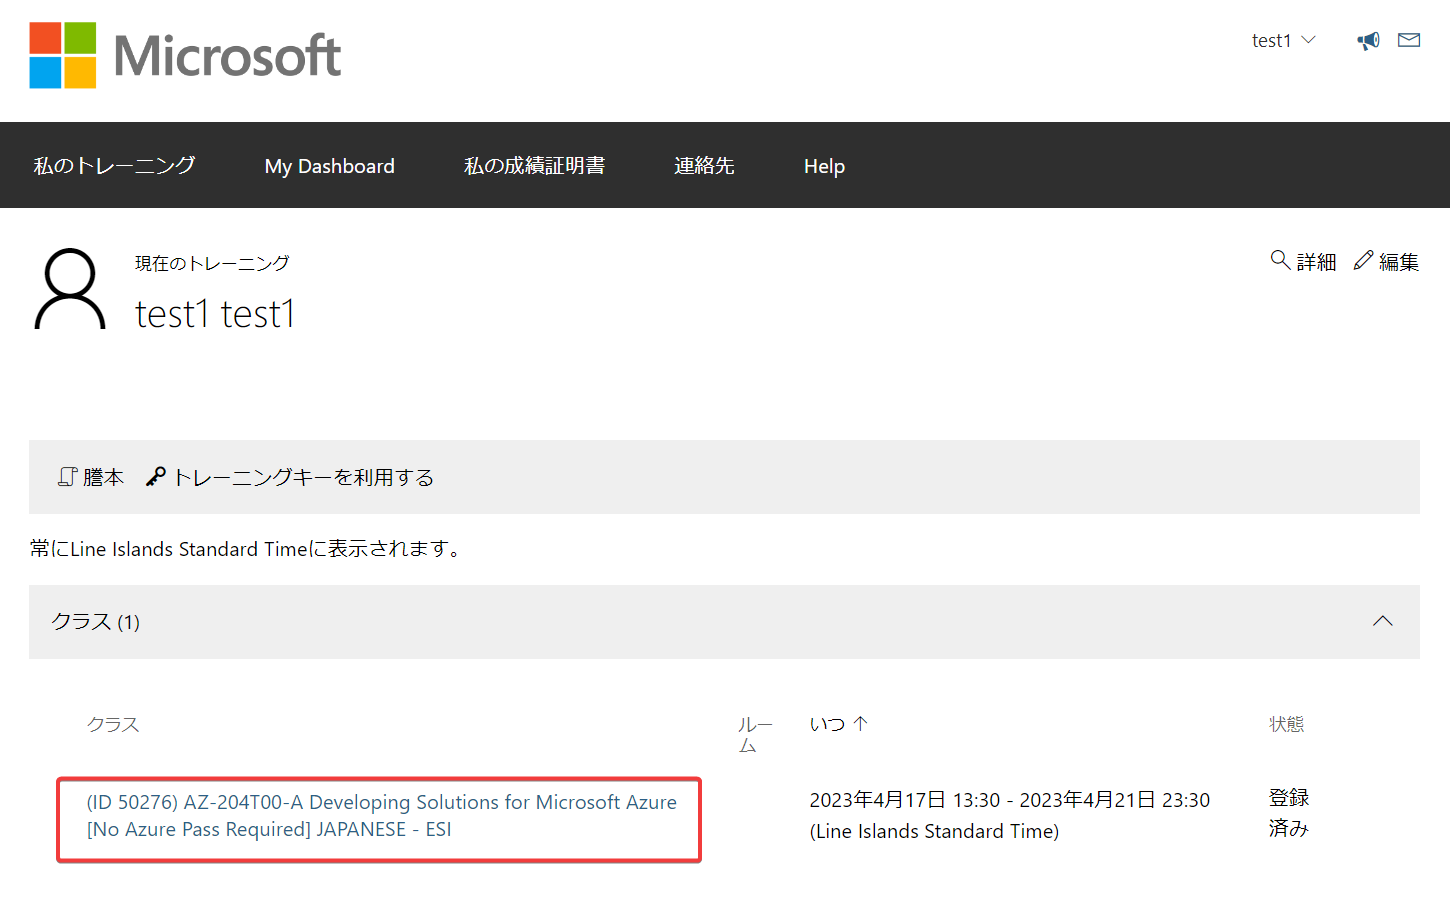 Microsoft
test1
私のトレーニング My Dashboard 私の成績証明書 連絡先 Help
現在のトレーニング
詳細 編集
test1 test1
謄本 トレーニングキーを利用する
常にLine Islands Standard Timeに表示されます。
クラス (1)
クラス
ルー
ム
いつ ↑
状態
(ID 50276) AZ-204T00-A Developing Solutions for Microsoft Azure
[No Azure Pass Required] JAPANESE - ESI
2023年4月17日 13:30 - 2023年4月21日 23:30
(Line Islands Standard Time)
登録
済み